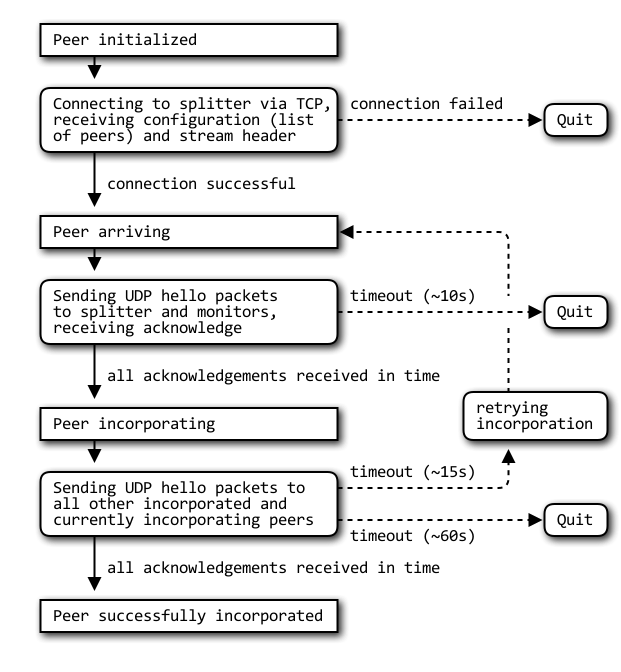 Peer initialized
Connecting to splitter via TCP,
receiving configuration (list
of peers) and stream header
connection failed
Quit
connection successful
Peer arriving
Sending UDP hello packets
to splitter and monitors,
receiving acknowledge
timeout (~10s)
Quit
all acknowledgements received in time
retrying
incorporation
Peer incorporating
Sending UDP hello packets to
all other incorporated and
currently incorporating peers
timeout (~15s)
Quit
timeout (~60s)
all acknowledgements received in time
Peer successfully incorporated